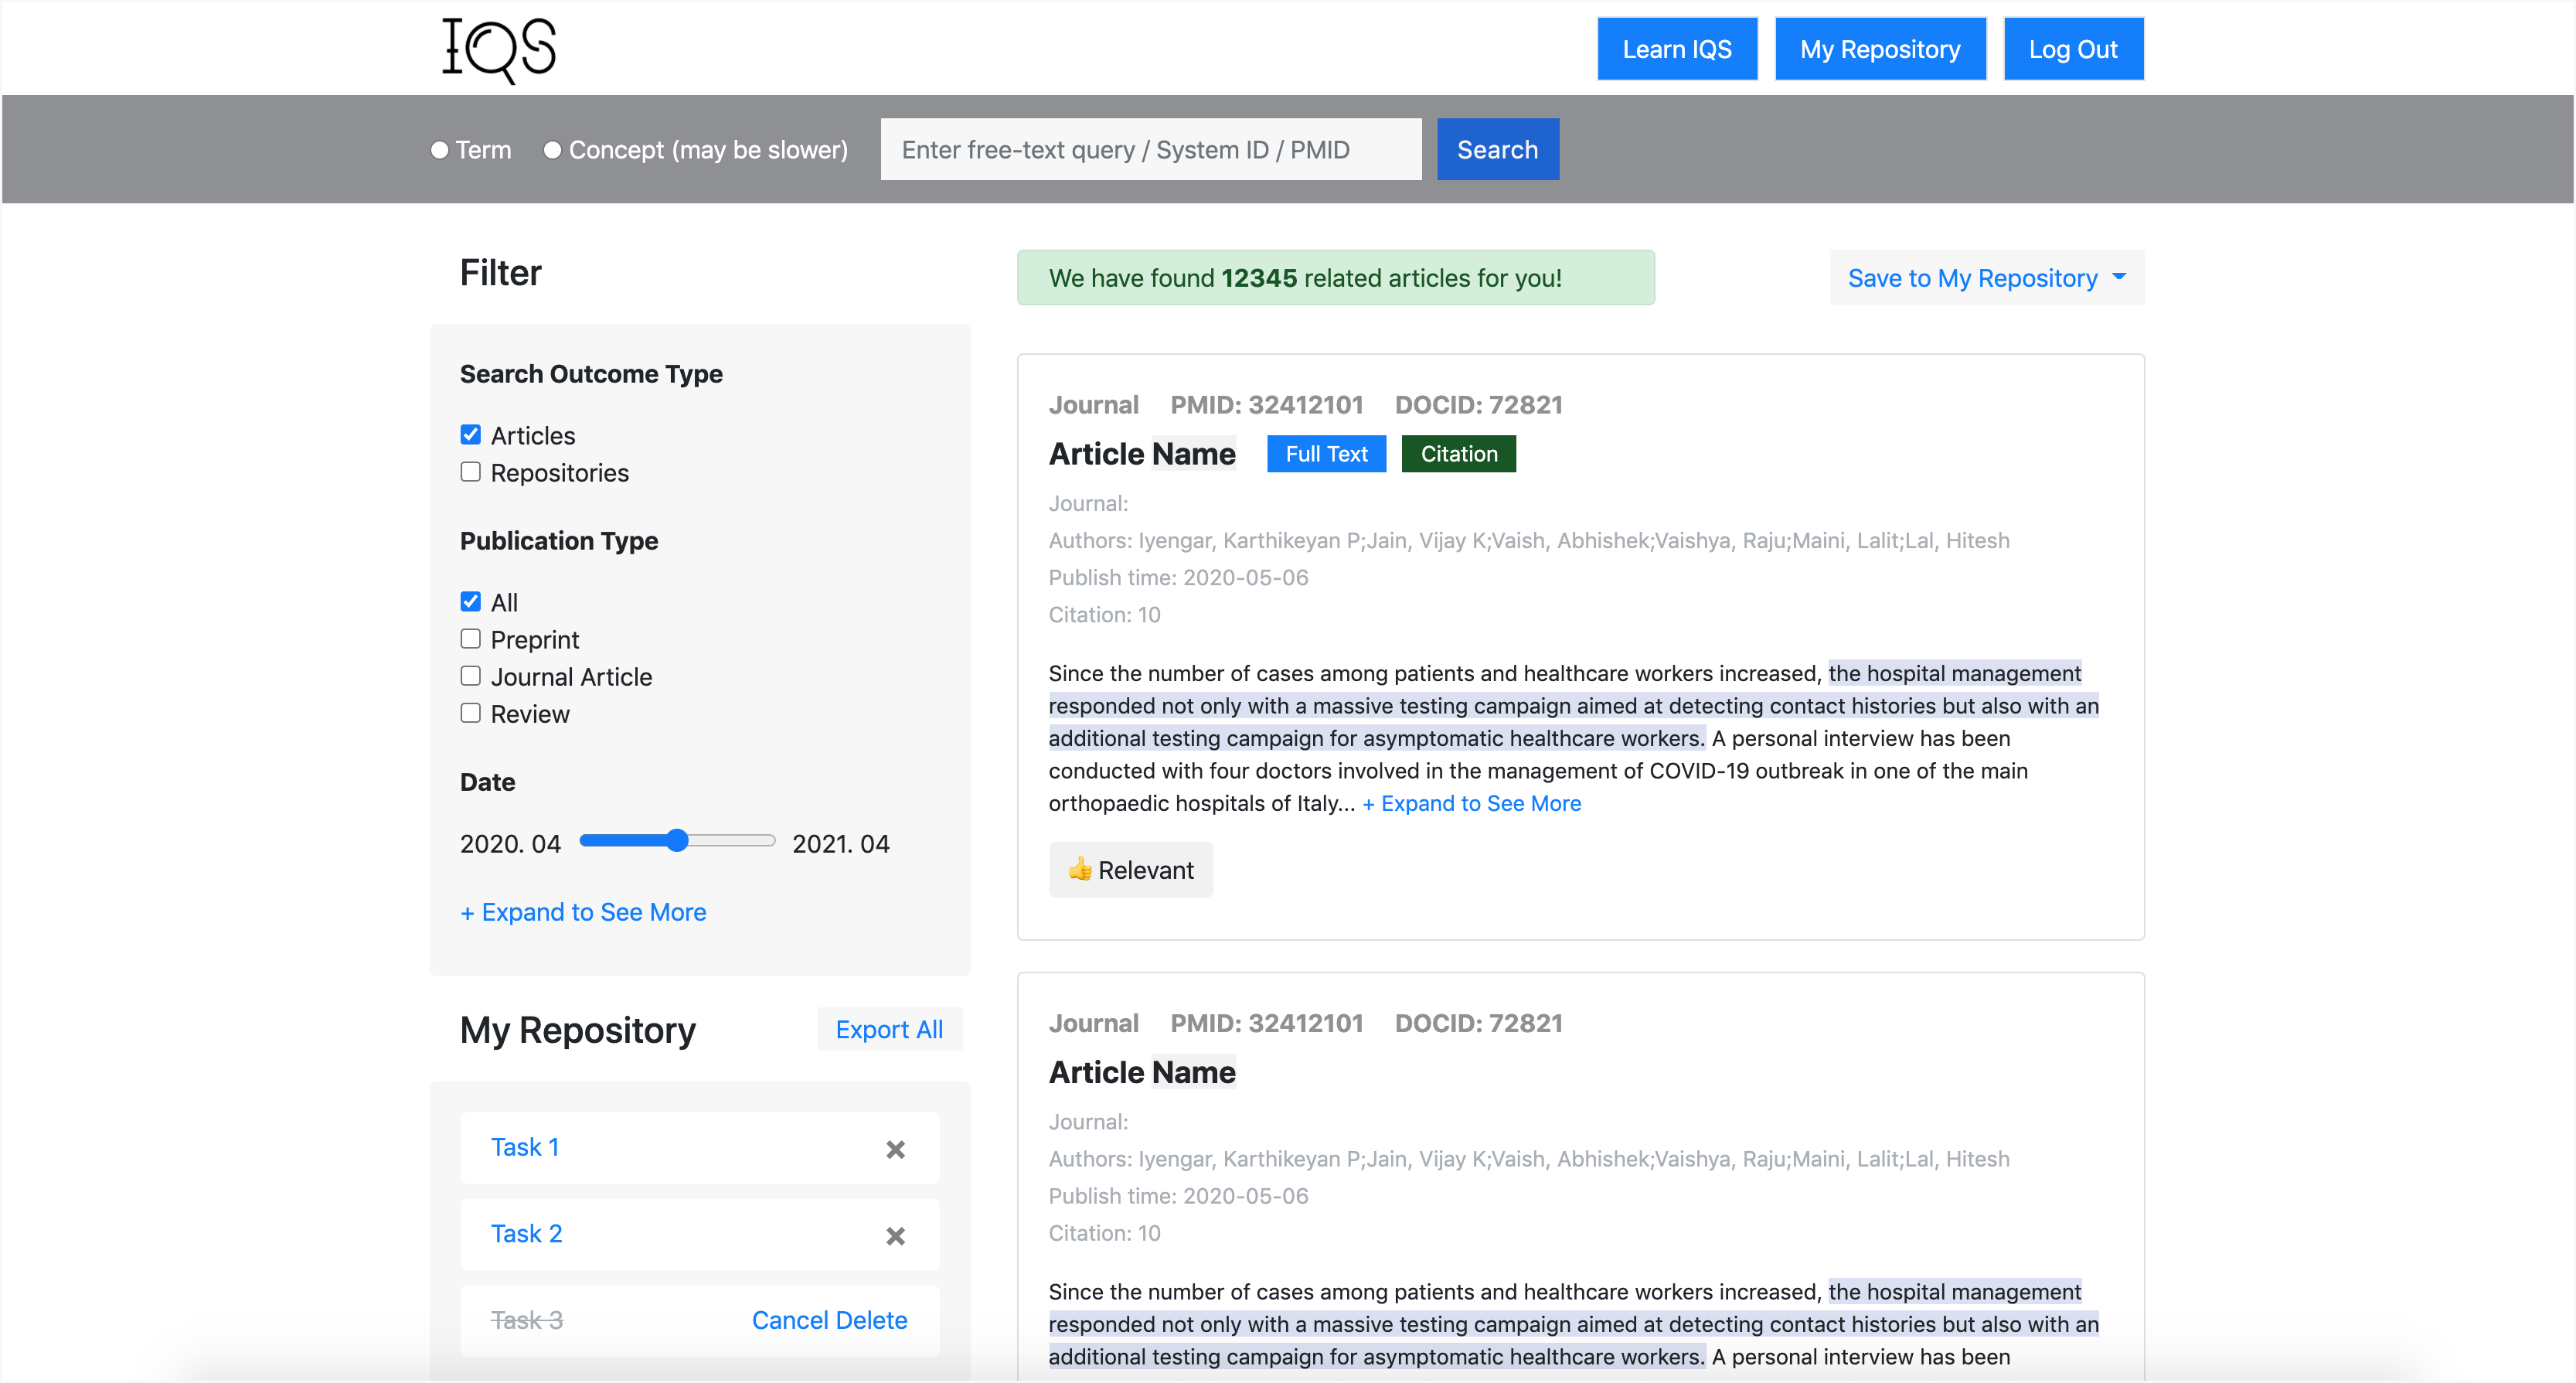 IQS
Learn IQS My Repository Log Out
Term Concept (may be slower) Enter free-text query / System ID / PMID Search
Filter
Search Outcome Type
Articles
Repositories
Publication Type
All
Preprint
Journal Article
Review
Date
2020. 04 2021. 04
+ Expand to See More
My Repository Export All
Task 1
Task 2
Task 3 Cancel Delete
We have found 12345 related articles for you!
Save to My Repository
Journal PMID: 32412101 DOCID: 72821
Article Name Full Text Citation
Journal:
Authors: Iyengar, Karthikeyan P;Jain, Vijay K;Vaish, Abhishek;Vaishya, Raju;Maini, Lalit;Lal, Hitesh
Publish time: 2020-05-06
Citation: 10
Since the number of cases among patients and healthcare workers increased, the hospital management
responded not only with a massive testing campaign aimed at detecting contact histories but also with an
additional testing campaign for asymptomatic healthcare workers. A personal interview has been
conducted with four doctors involved in the management of COVID-19 outbreak in one of the main
orthopaedic hospitals of Italy... + Expand to See More
👍 Relevant
Journal PMID: 32412101 DOCID: 72821
Article Name
Journal:
Authors: Iyengar, Karthikeyan P;Jain, Vijay K;Vaish, Abhishek;Vaishya, Raju;Maini, Lalit;Lal, Hitesh
Publish time: 2020-05-06
Citation: 10
Since the number of cases among patients and healthcare workers increased, the hospital management
responded not only with a massive testing campaign aimed at detecting contact histories but also with an
additional testing campaign for asymptomatic healthcare workers. A personal interview has been